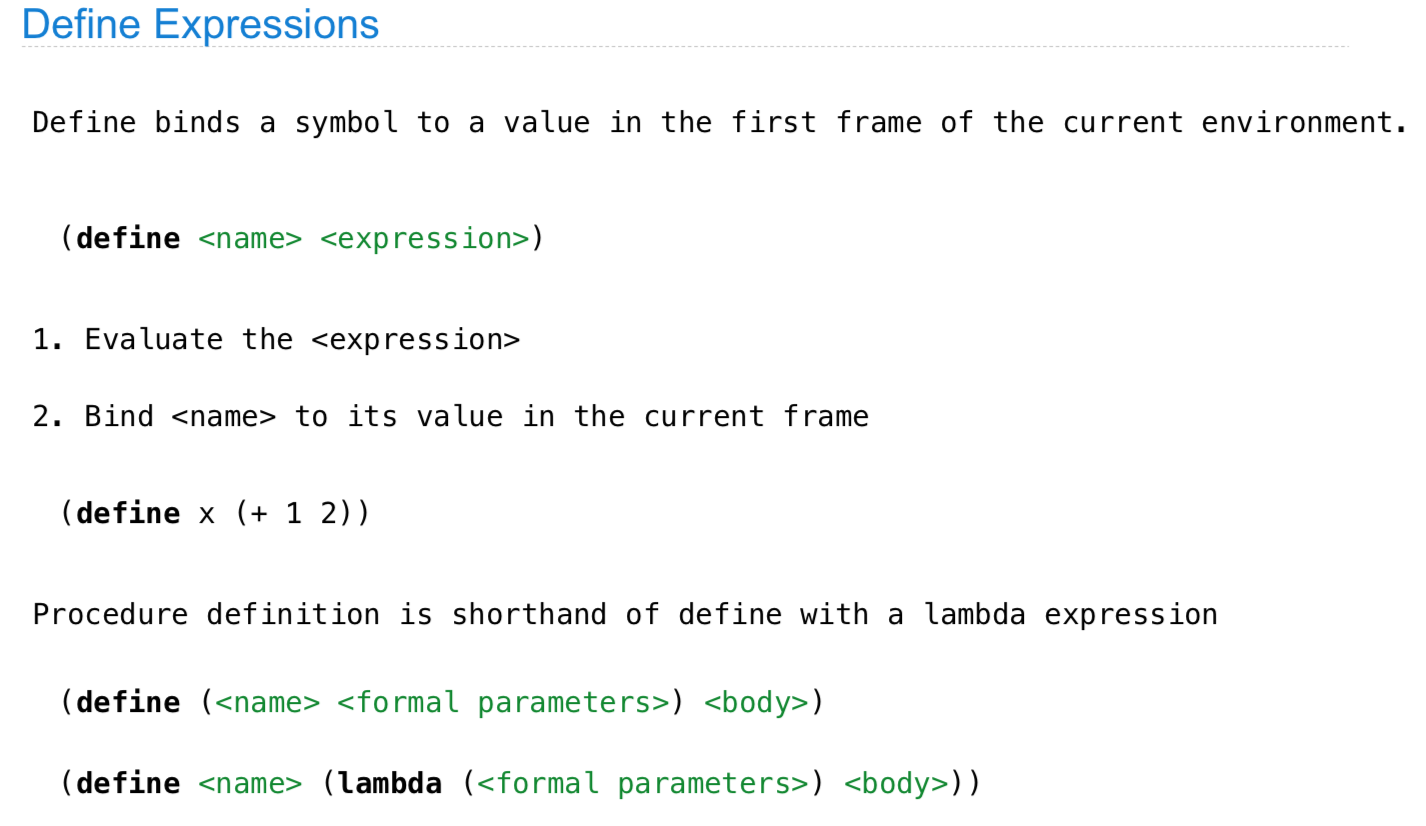 Define Expressions
Define binds a symbol to a value in the first frame of the current environment.
(define <name> <expression>)
1. Evaluate the <expression>
2. Bind <name> to its value in the current frame
(define x (+ 1 2))
Procedure definition is shorthand of define with a lambda expression
(define (<name> <formal parameters>) <body>)
(define <name> (lambda (<formal parameters>) <body>))